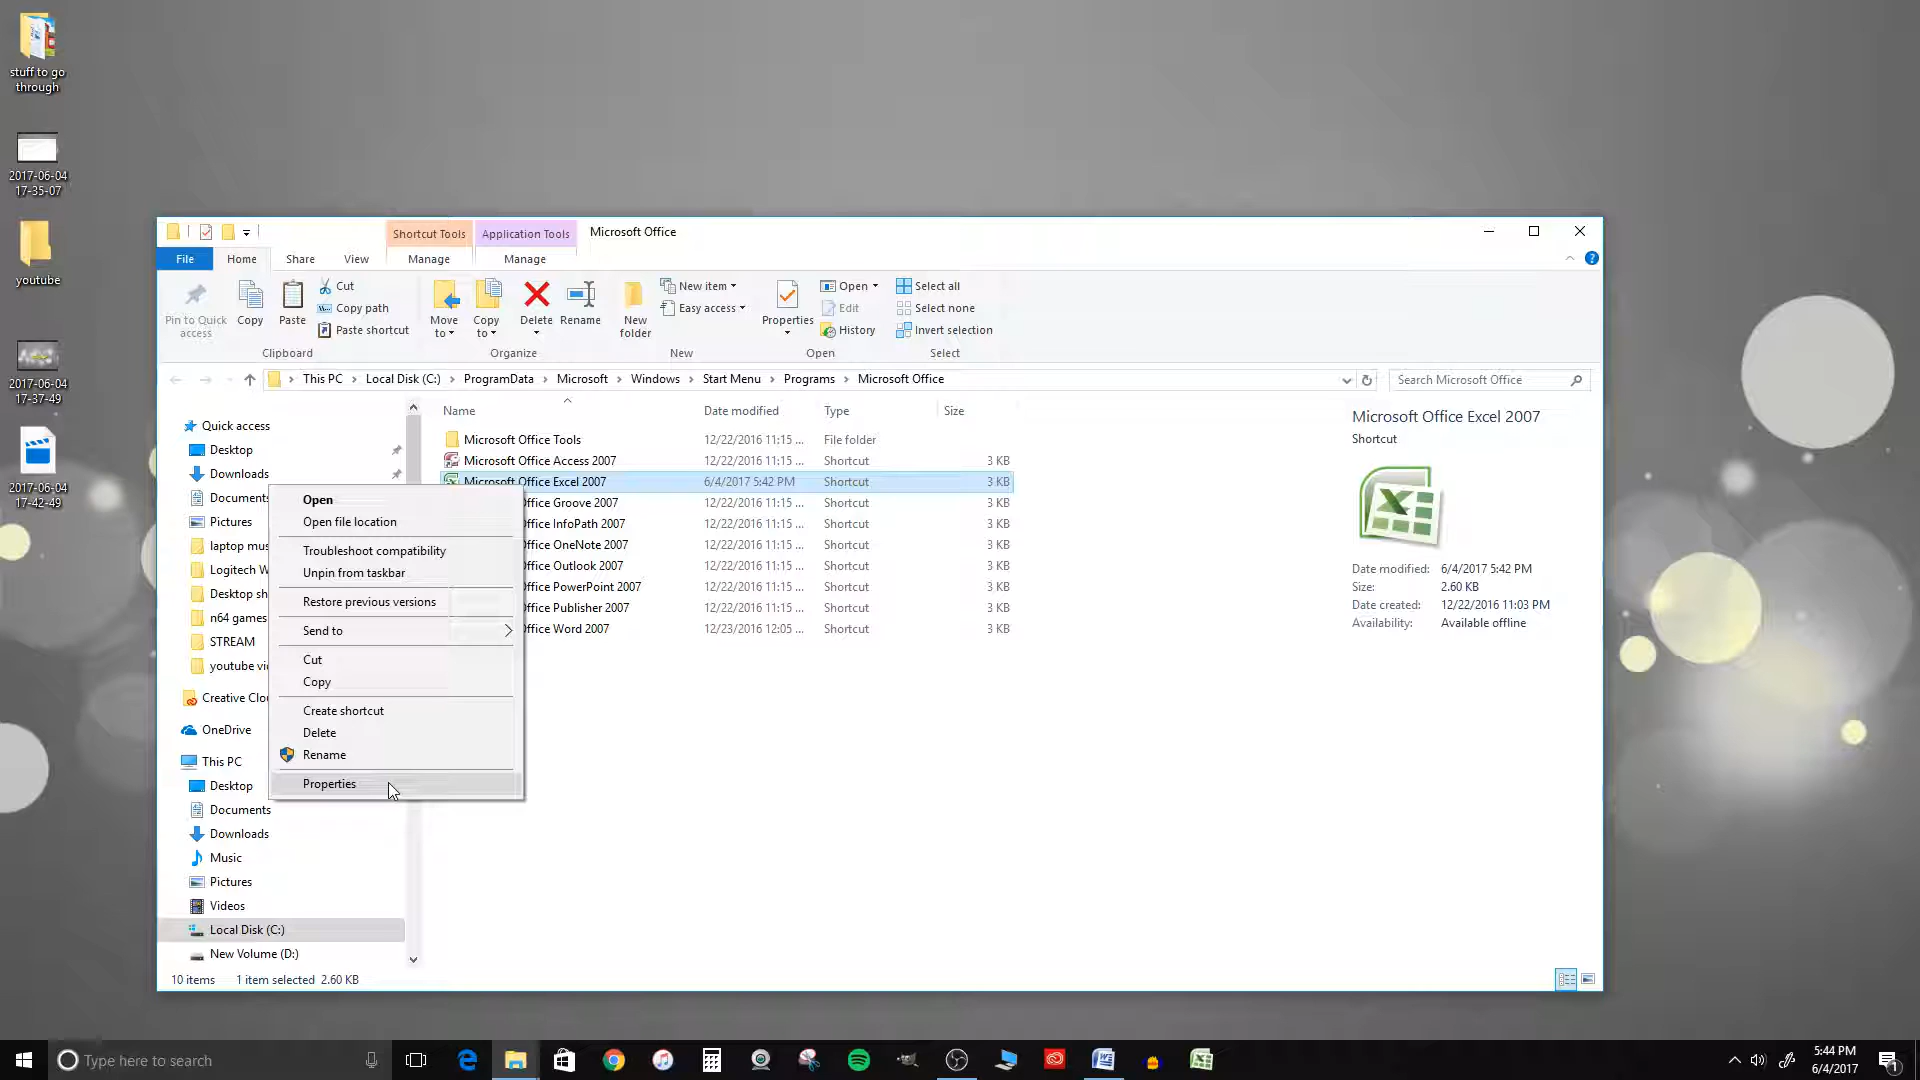 stuff to go
through
2017-06-04
17-35-07
youtube
2017-06-04
17-37-49
2017-06-04
17-42-49
Shortcut Tools
Application Tools
Microsoft Office
File
Home
Share
View
Manage
Manage
Pin to Quick
access
Copy
Paste
Cut
Copy path
Paste shortcut
Clipboard
Move
to
Copy
to
Delete
Rename
Organize
New
folder
New item
Easy access
New
Properties
Open
Edit
History
Open
Select all
Select none
Invert selection
Select
This PC > Local Disk (C:) > ProgramData > Microsoft > Windows > Start Menu > Programs > Microsoft Office
Search Microsoft Office
Quick access
Desktop
Downloads
Documents
Pictures
laptop mus
Logitech W
Desktop sh
n64 games
STREAM
youtube vi
Creative Clo
OneDrive
This PC
Desktop
Documents
Downloads
Music
Pictures
Videos
Local Disk (C:)
New Volume (D:)
Name Date modified Type Size
Microsoft Office Tools 12/22/2016 11:15 ... File folder
Microsoft Office Access 2007 12/22/2016 11:15 ... Shortcut 3 KB
Microsoft Office Excel 2007 6/4/2017 5:42 PM Shortcut 3 KB
Office Groove 2007 12/22/2016 11:15 ... Shortcut 3 KB
Office InfoPath 2007 12/22/2016 11:15 ... Shortcut 3 KB
Office OneNote 2007 12/22/2016 11:15 ... Shortcut 3 KB
Office Outlook 2007 12/22/2016 11:15 ... Shortcut 3 KB
Office PowerPoint 2007 12/22/2016 11:15 ... Shortcut 3 KB
Office Publisher 2007 12/22/2016 11:15 ... Shortcut 3 KB
Office Word 2007 12/23/2016 12:05 ... Shortcut 3 KB
Open
Open file location
Troubleshoot compatibility
Unpin from taskbar
Restore previous versions
Send to
Cut
Copy
Create shortcut
Delete
Rename
Properties
Microsoft Office Excel 2007
Shortcut
Date modified: 6/4/2017 5:42 PM
Size: 2.60 KB
Date created: 12/22/2016 11:03 PM
Availability: Available offline
10 items 1 item selected 2.60 KB
Type here to search
5:44 PM
6/4/2017
1